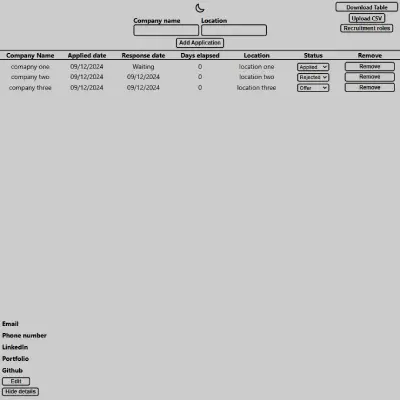 Download Table
Company name Location
Upload CSV
Recruitment roles
Add Application
Company Name Applied date Response date Days elapsed Location Status Remove
comapny one 09/12/2024 Waiting 0 location one Applied Remove
company two 09/12/2024 09/12/2024 0 location two Rejected Remove
company three 09/12/2024 09/12/2024 0 location three Offer Remove
Email
Phone number
LinkedIn
Portfolio
Github
Edit
Hide details